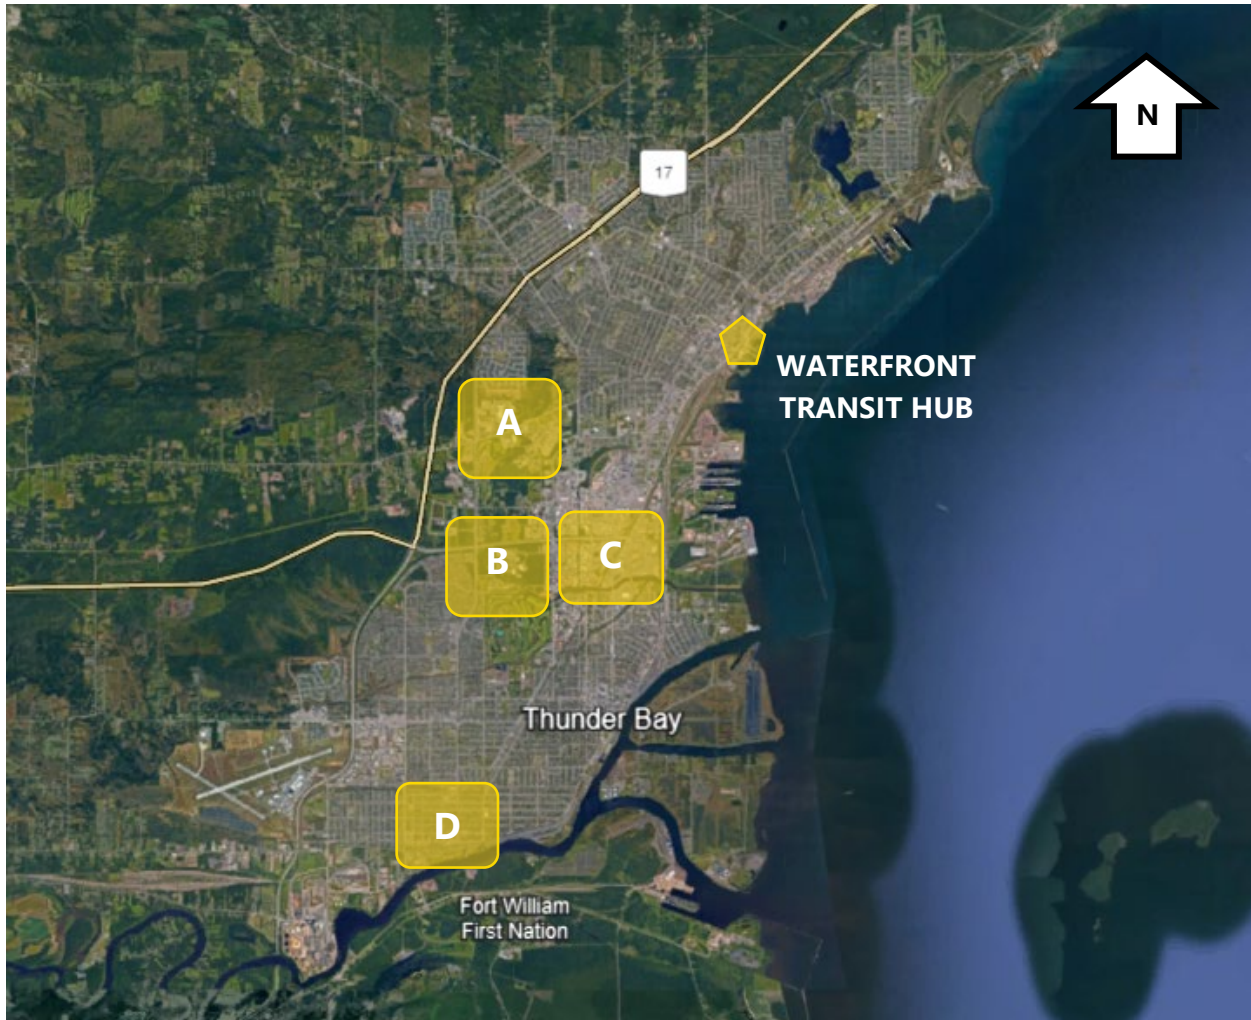 N
17
WATERFRONT
TRANSIT HUB
A
B
C
Thunder Bay
D
Fort William
First Nation